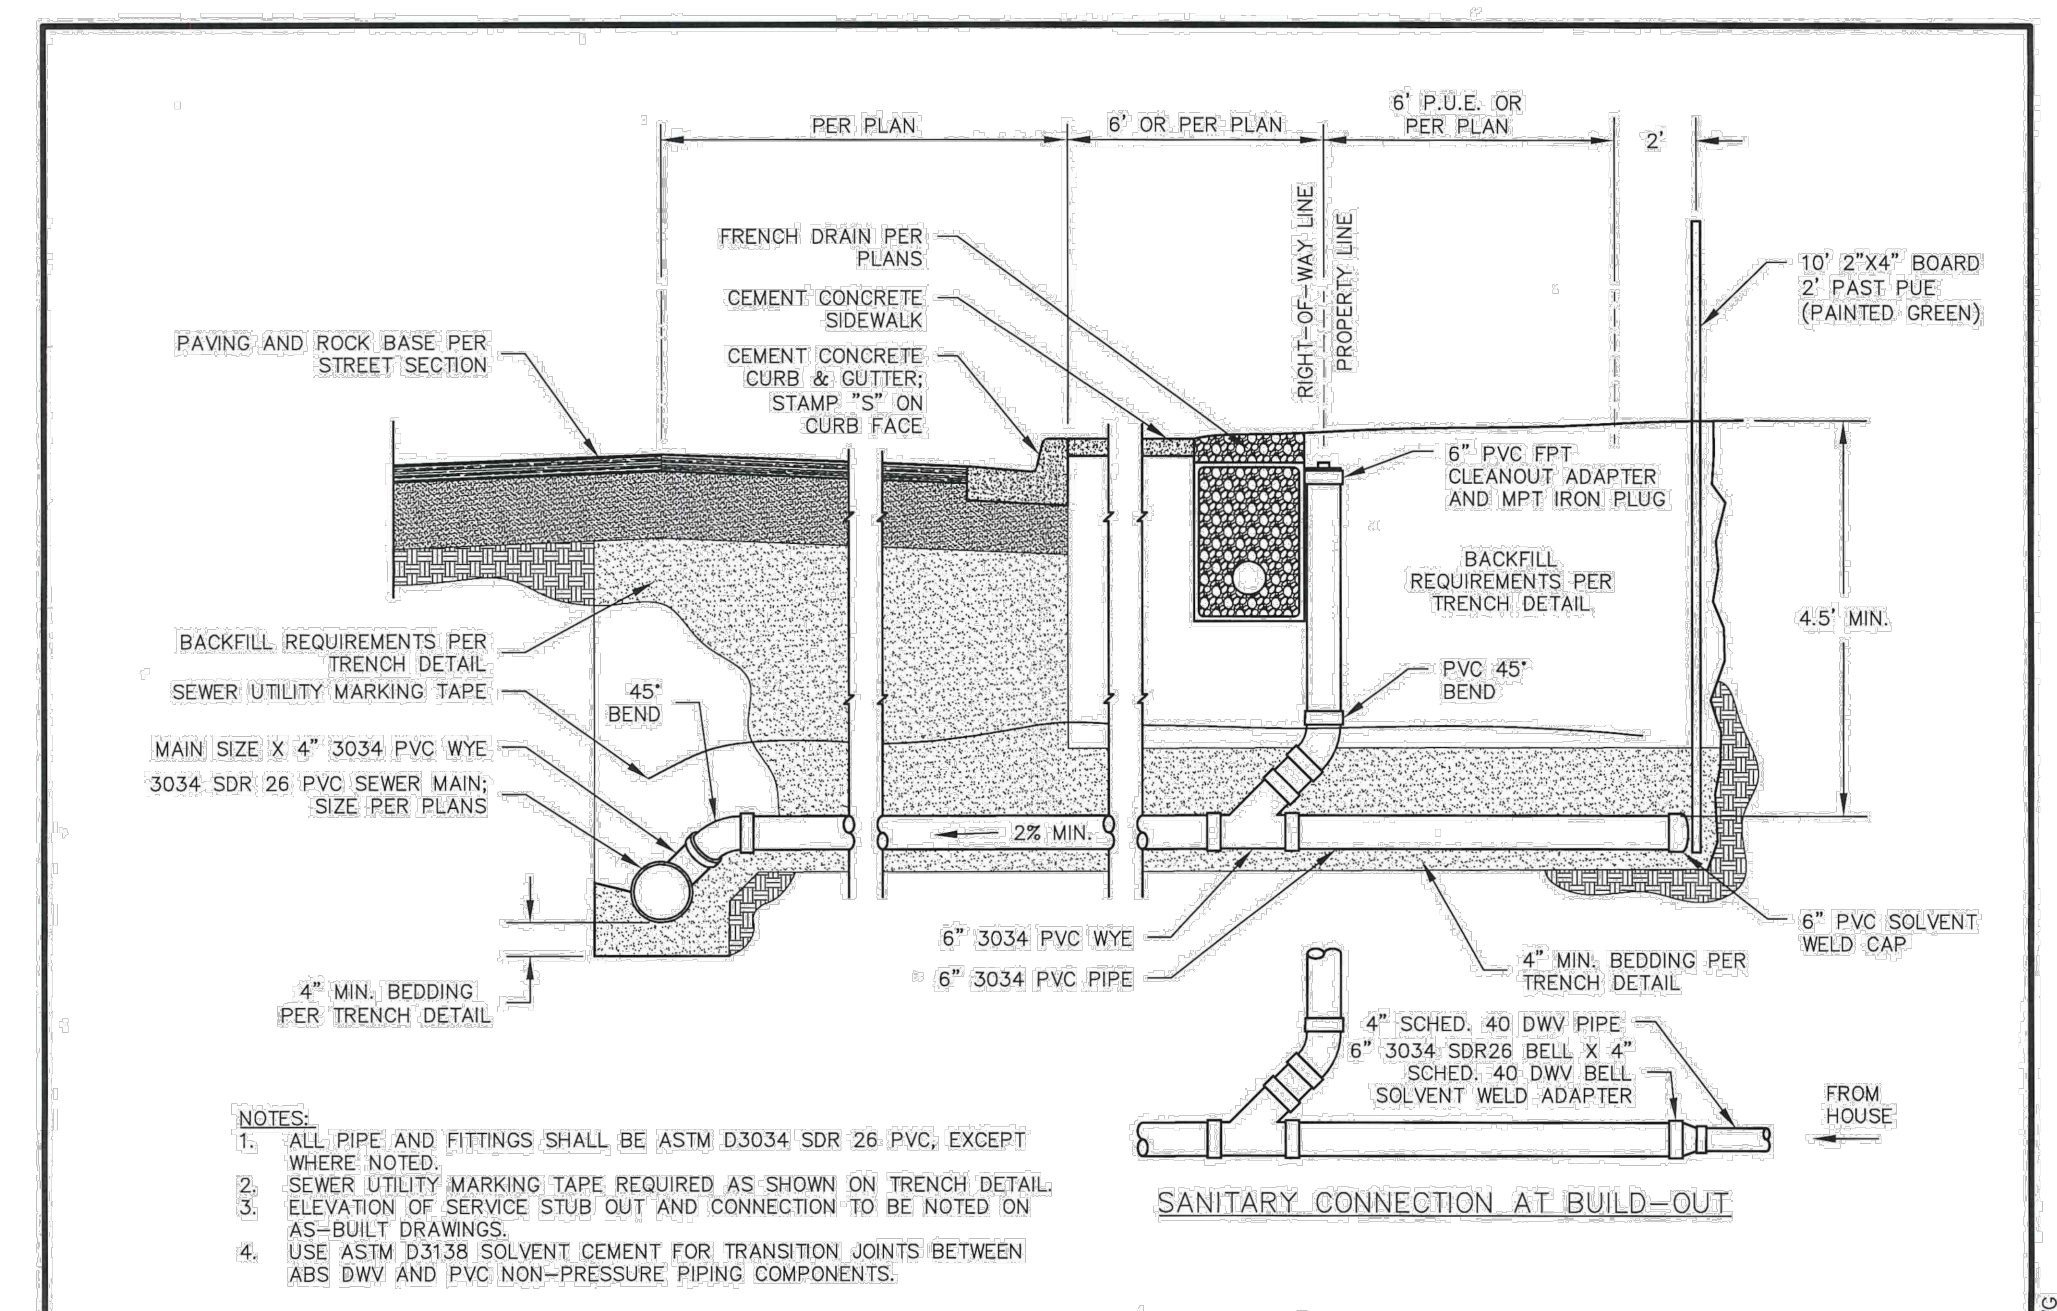 6' P.U.E. OR
PER PLAN
PER PLAN
6' OR PER PLAN
2'
RIGHT-OF-WAY LINE
PROPERTY LINE
FRENCH DRAIN PER
PLANS
CEMENT CONCRETE
SIDEWALK
CEMENT CONCRETE
CURB & GUTTER;
STAMP "S" ON
CURB FACE
10' 2"X4" BOARD
2' PAST PUE
(PAINTED GREEN)
PAVING AND ROCK BASE PER
STREET SECTION
6" PVC FPT
CLEANOUT ADAPTER
AND MPT IRON PLUG
BACKFILL
REQUIREMENTS PER
TRENCH DETAIL
4.5' MIN.
BACKFILL REQUIREMENTS PER
TRENCH DETAIL
SEWER UTILITY MARKING TAPE
45°
BEND
PVC 45°
BEND
MAIN SIZE X 4" 3034 PVC WYE
3034 SDR 26 PVC SEWER MAIN;
SIZE PER PLANS
2% MIN.
6" 3034 PVC WYE
6" 3034 PVC PIPE
6" PVC SOLVENT
WELD CAP
4" MIN. BEDDING PER
TRENCH DETAIL
4" MIN. BEDDING
PER TRENCH DETAIL
4" SCHED. 40 DWV PIPE
6" 3034 SDR26 BELL X 4"
SCHED. 40 DWV BELL
SOLVENT WELD ADAPTER
FROM
HOUSE
SANITARY CONNECTION AT BUILD-OUT
NOTES:
1. ALL PIPE AND FITTINGS SHALL BE ASTM D3034 SDR 26 PVC, EXCEPT
WHERE NOTED.
2. SEWER UTILITY MARKING TAPE REQUIRED AS SHOWN ON TRENCH DETAIL.
3. ELEVATION OF SERVICE STUB OUT AND CONNECTION TO BE NOTED ON
AS-BUILT DRAWINGS.
4. USE ASTM D3138 SOLVENT CEMENT FOR TRANSITION JOINTS BETWEEN
ABS DWV AND PVC NON-PRESSURE PIPING COMPONENTS.